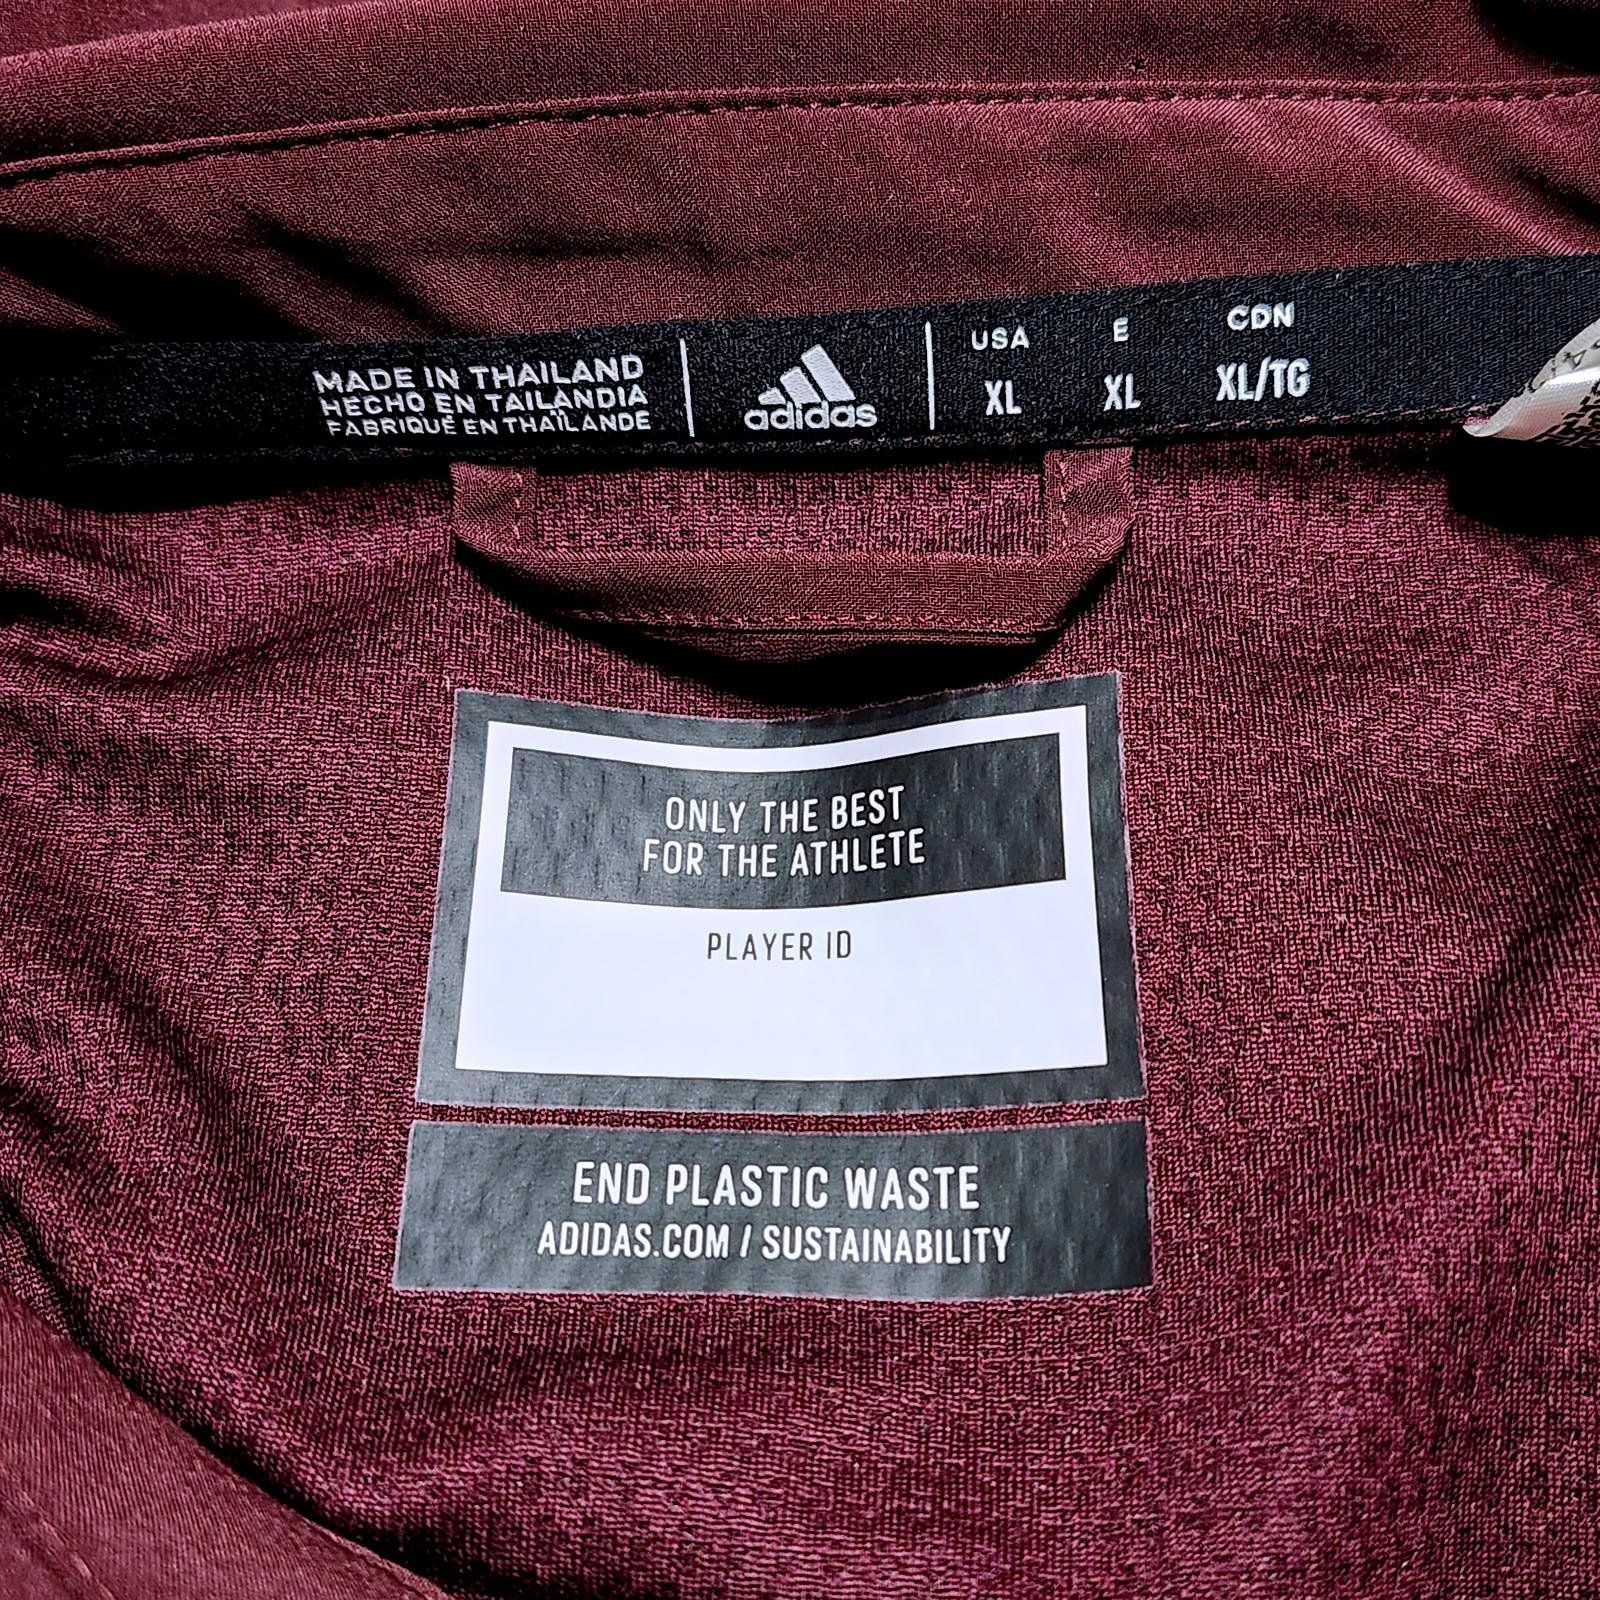 MADE IN THAILAND
HECHO EN TAILANDIA
FABRIQUÉ EN THAÏLANDE
adidas
USA E CDN
XL XL XL/TG
ONLY THE BEST
FOR THE ATHLETE
PLAYER ID
END PLASTIC WASTE
ADIDAS.COM / SUSTAINABILITY